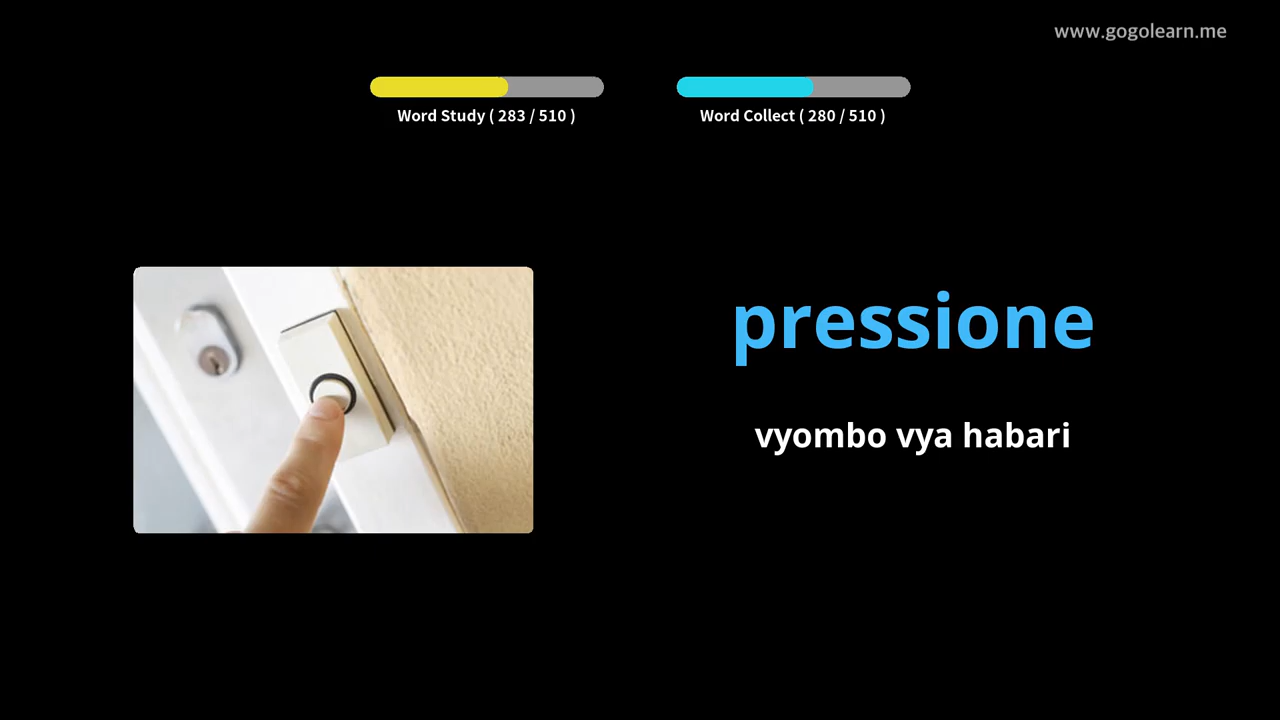 www.gogolearn.me
Word Study ( 283 / 510 )
Word Collect ( 280 / 510 )
pressione
vyombo vya habari